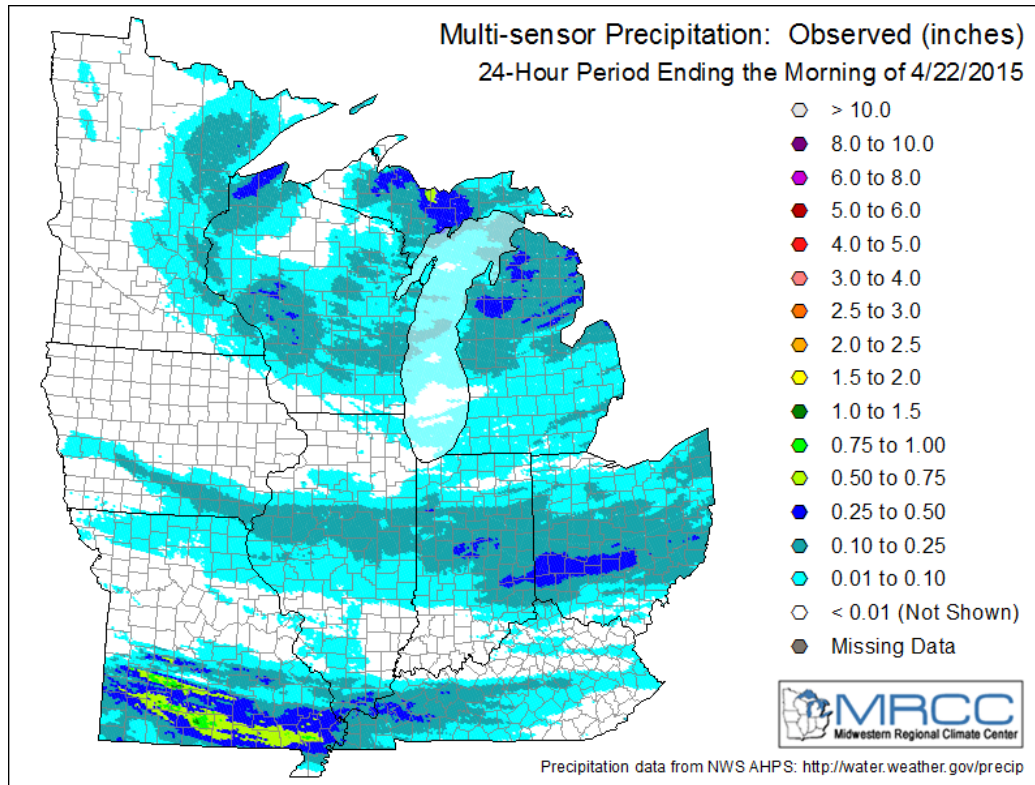 Multi-sensor Precipitation: Observed (inches)
24-Hour Period Ending the Morning of 4/22/2015
> 10.0
8.0 to 10.0
6.0 to 8.0
5.0 to 6.0
4.0 to 5.0
3.0 to 4.0
2.5 to 3.0
2.0 to 2.5
1.5 to 2.0
1.0 to 1.5
0.75 to 1.00
0.50 to 0.75
0.25 to 0.50
0.10 to 0.25
0.01 to 0.10
< 0.01 (Not Shown)
Missing Data
MRCC
Midwestern Regional Climate Center
Precipitation data from NWS AHPS: http://water.weather.gov/precip